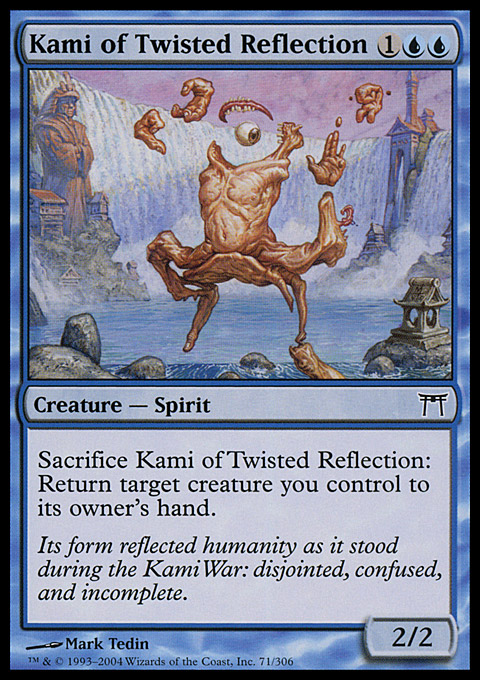 Kami of Twisted Reflection 1
Creature — Spirit
Sacrifice Kami of Twisted Reflection:
Return target creature you control to
its owner's hand.
Its form reflected humanity as it stood
during the Kami War: disjointed, confused,
and incomplete.
Mark Tedin
2/2
™ & © 1993–2004 Wizards of the Coast, Inc. 71/306